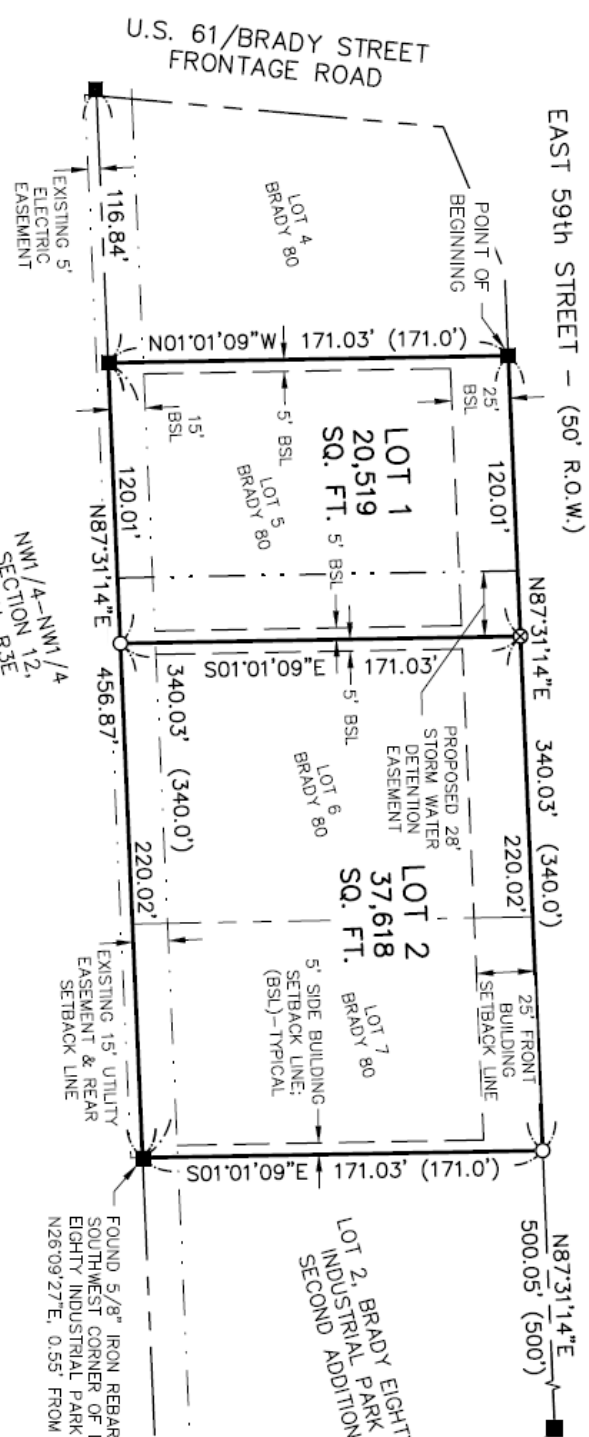 U.S. 61/BRADY STREET
FRONTAGE ROAD
EAST 59th STREET – (50' R.O.W.)
POINT OF
BEGINNING
LOT 4
BRADY 80
116.84'
EXISTING 5'
ELECTRIC
EASEMENT
N01°01'09"W 171.03' (171.0')
25'
BSL
5' BSL
15'
BSL
LOT 1
20,519
SQ. FT.
LOT 5
BRADY 80
120.01'
120.01'
5' BSL
N87°31'14"E
N87°31'14"E
NW1/4-NW1/4
SECTION 12,
R3E
S01°01'09"E 171.03'
5' BSL
340.03' (340.0')
456.87'
340.03' (340.0')
PROPOSED 28'
STORM WATER
DETENTION
EASEMENT
LOT 6
BRADY 80
LOT 2
37,618
SQ. FT.
220.02'
220.02'
LOT 7
BRADY 80
25' FRONT
BUILDING
SETBACK LINE
5' SIDE BUILDING
SETBACK LINE;
(BSL)-TYPICAL
EXISTING 15' UTILITY
EASEMENT & REAR
SETBACK LINE
S01°01'09"E 171.03' (171.0')
N87°31'14"E
500.05' (500')
LOT 2, BRADY EIGHTY
INDUSTRIAL PARK
SECOND ADDITION
FOUND 5/8" IRON REBAR
SOUTHWEST CORNER OF
EIGHTY INDUSTRIAL PARK
N26°09'27"E, 0.55' FROM